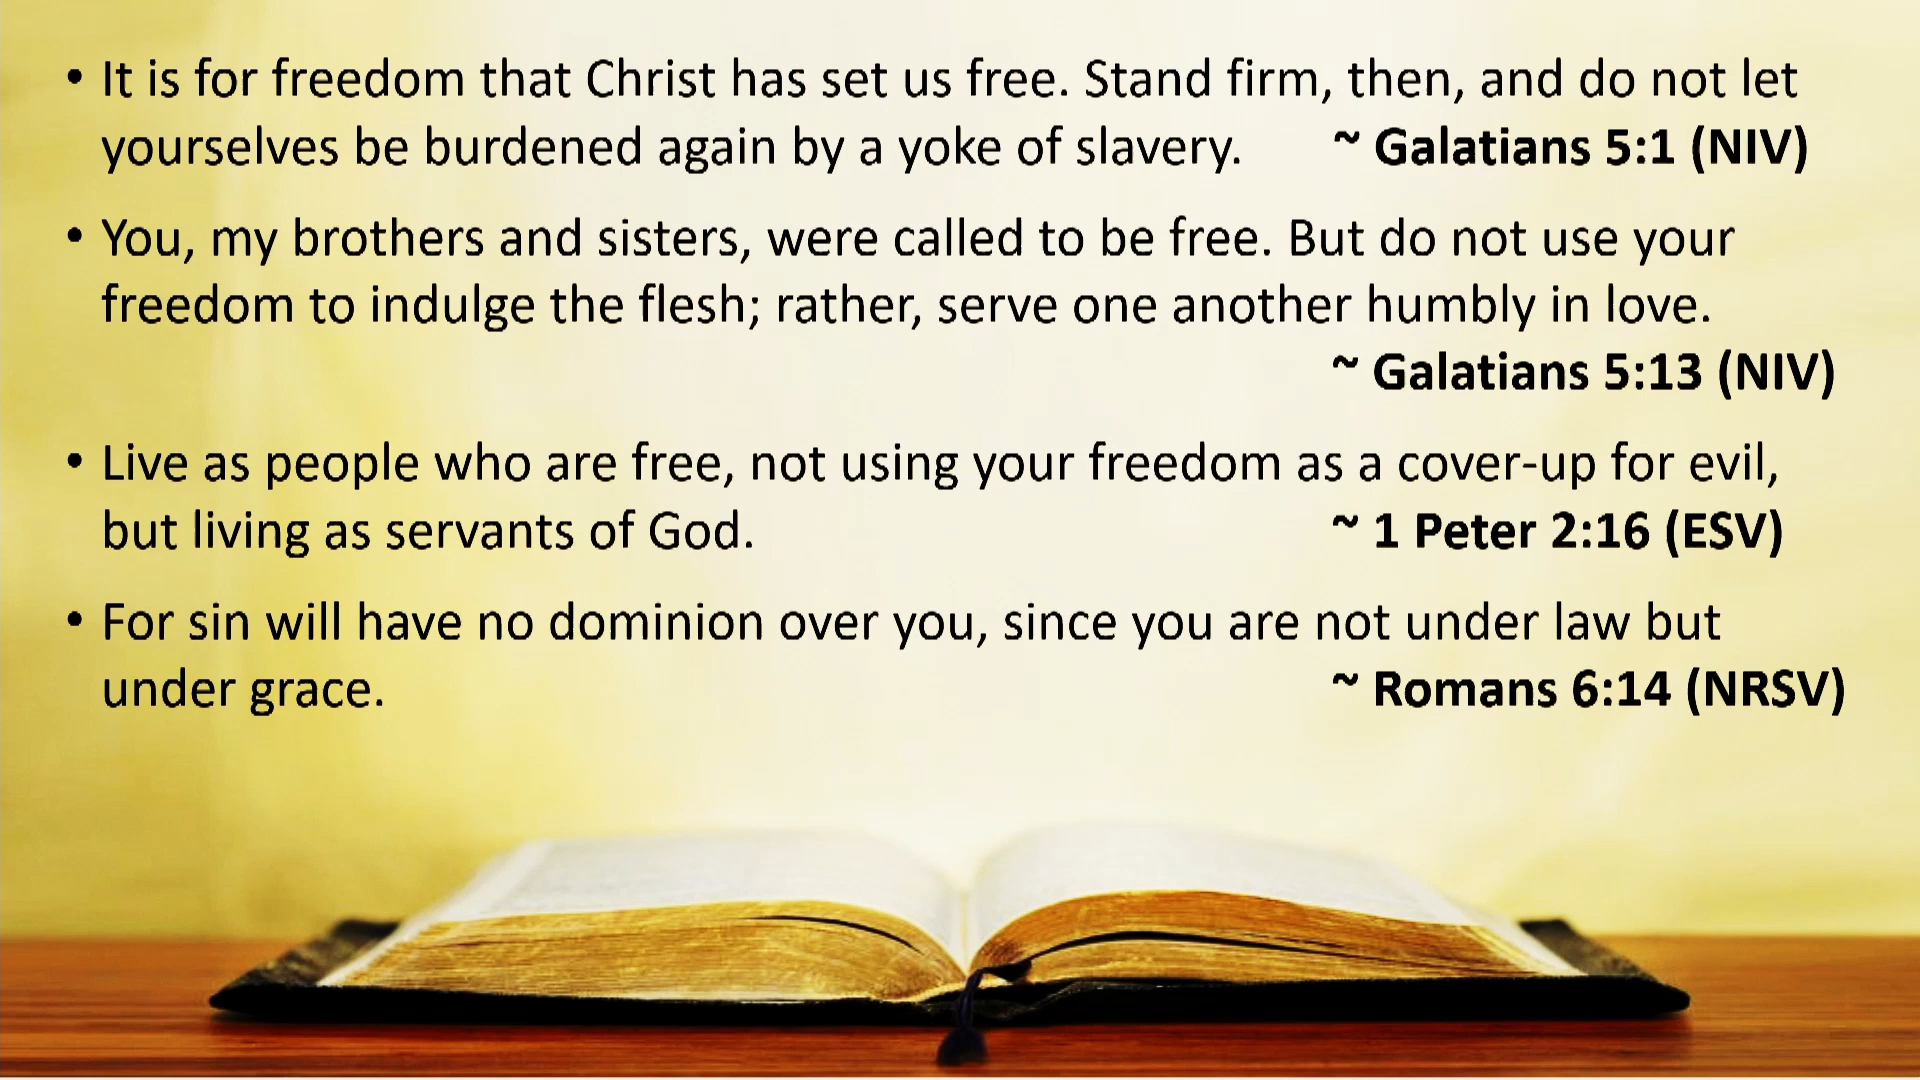 • It is for freedom that Christ has set us free. Stand firm, then, and do not let
yourselves be burdened again by a yoke of slavery. ~ Galatians 5:1 (NIV)
• You, my brothers and sisters, were called to be free. But do not use your
freedom to indulge the flesh; rather, serve one another humbly in love.
~ Galatians 5:13 (NIV)
• Live as people who are free, not using your freedom as a cover-up for evil,
but living as servants of God. ~ 1 Peter 2:16 (ESV)
• For sin will have no dominion over you, since you are not under law but
under grace. ~ Romans 6:14 (NRSV)